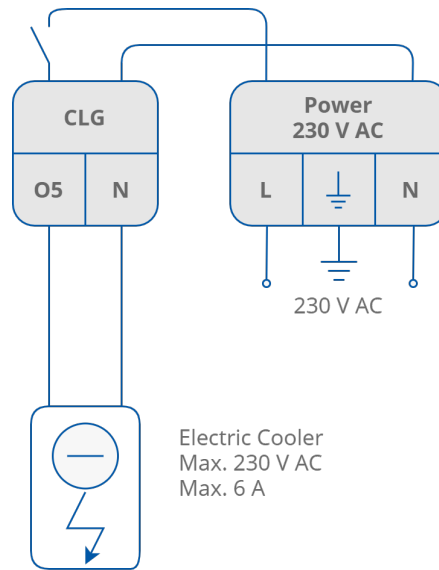 CLG
O5
N
Power
230 V AC
L
N
230 V AC
Electric Cooler
Max. 230 V AC
Max. 6 A